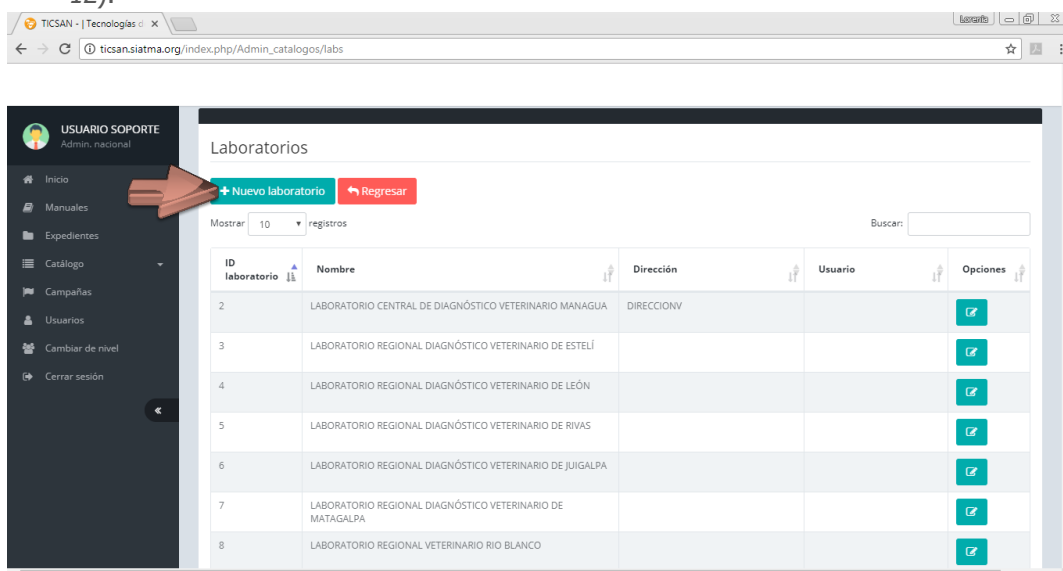 12).
TICSAN - | Tecnologías d
Lorenia
ticsan.siatma.org/index.php/Admin_catalogos/labs
USUARIO SOPORTE
Admin. nacional
Inicio
Manuales
Expedientes
Catálogo
Campañas
Usuarios
Cambiar de nivel
Cerrar sesión
Laboratorios
+ Nuevo laboratorio
Regresar
Mostrar 10 registros
Buscar:
ID laboratorio Nombre Dirección Usuario Opciones
2 LABORATORIO CENTRAL DE DIAGNÓSTICO VETERINARIO MANAGUA DIRECCIONV
3 LABORATORIO REGIONAL DIAGNÓSTICO VETERINARIO DE ESTELÍ
4 LABORATORIO REGIONAL DIAGNÓSTICO VETERINARIO DE LEÓN
5 LABORATORIO REGIONAL DIAGNÓSTICO VETERINARIO DE RIVAS
6 LABORATORIO REGIONAL DIAGNÓSTICO VETERINARIO DE JUIGALPA
7 LABORATORIO REGIONAL DIAGNÓSTICO VETERINARIO DE
MATAGALPA
8 LABORATORIO REGIONAL VETERINARIO RIO BLANCO